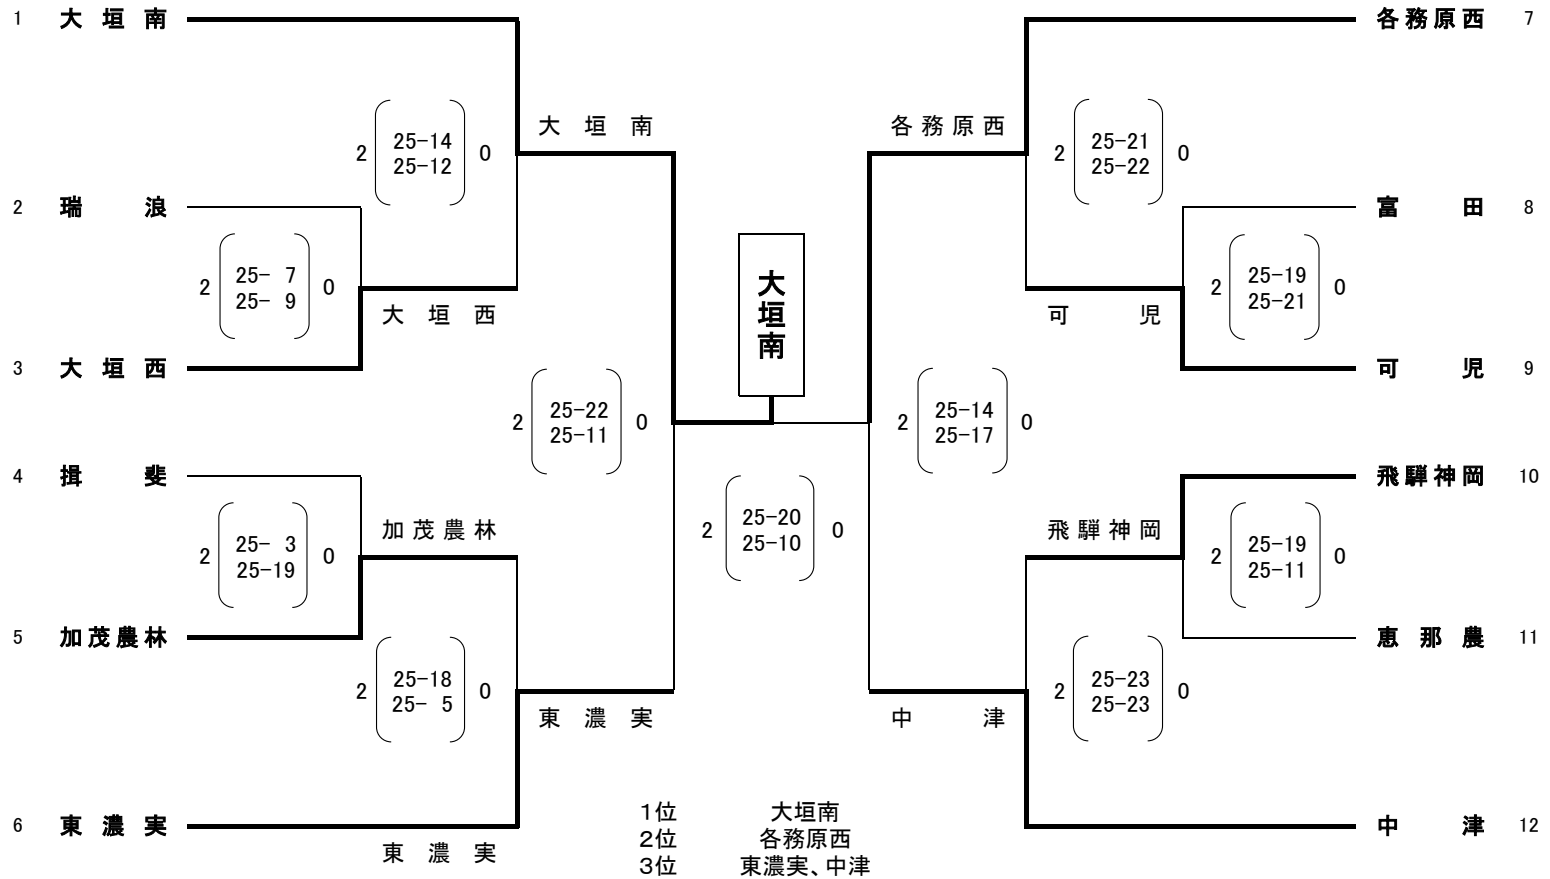 1 大垣南
各務原西 7
大垣南
各務原西
2 25-14 0
25-12
2 25-21 0
25-22
2 瑞浪
富田 8
2 25- 7 0
25- 9
2 25-19 0
25-21
大垣西
可児
大垣南
3 大垣西
可児 9
2 25-22 0
25-11
2 25-14 0
25-17
4 揖斐
飛騨神岡 10
加茂農林
飛騨神岡
2 25-20 0
25-10
2 25- 3 0
25-19
2 25-19 0
25-11
5 加茂農林
恵那農 11
2 25-18 0
25- 5
2 25-23 0
25-23
東濃実
中津
6 東濃実
中津 12
東濃実
1位 大垣南
2位 各務原西
3位 東濃実、中津